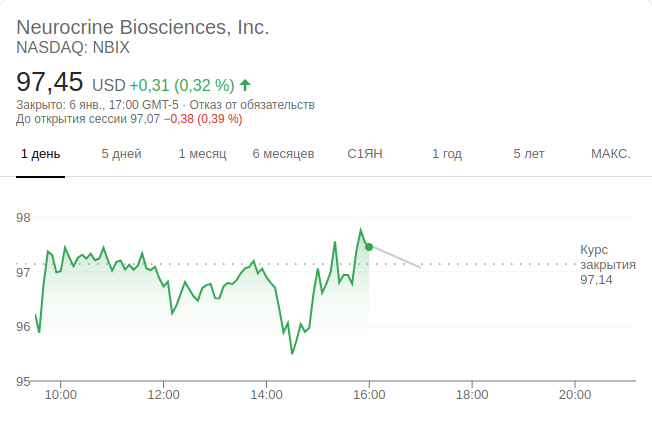 Neurocrine Biosciences, Inc.
NASDAQ: NBIX
97,45 USD +0,31 (0,32 %)
Закрыто: 6 янв., 17:00 GMT-5 · Отказ от обязательств
До открытия сессии 97,07 −0,38 (0,39 %)
1 день 5 дней 1 месяц 6 месяцев С1ЯН 1 год 5 лет МАКС.
98
97
96
95
Курс
закрытия
97,14
10:00 12:00 14:00 16:00 18:00 20:00